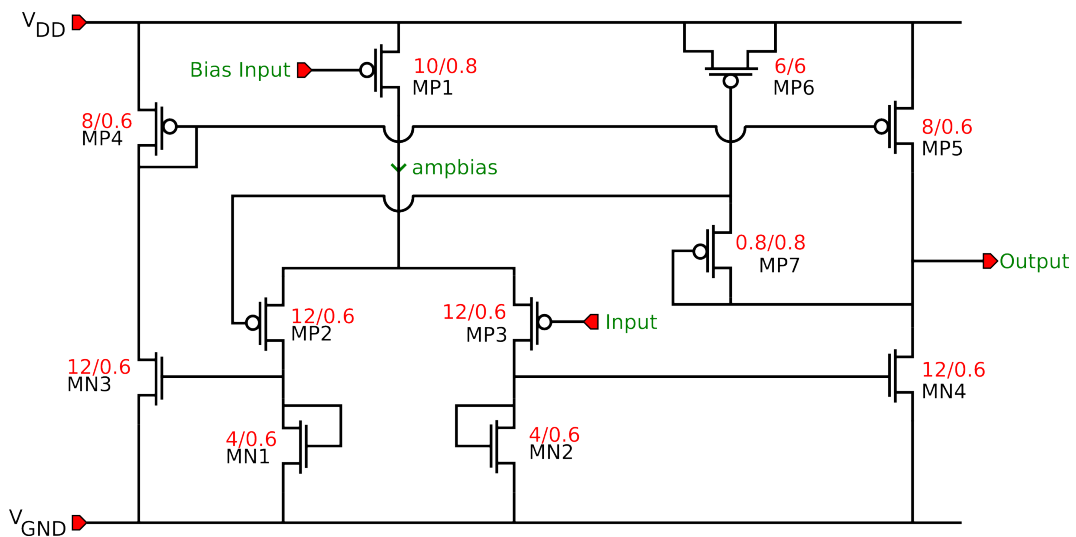 VDD
Bias Input
10/0.8
MP1
6/6
MP6
8/0.6
MP4
8/0.6
MP5
ampbias
0.8/0.8
MP7
Output
12/0.6
MP2
12/0.6
MP3
Input
12/0.6
MN3
12/0.6
MN4
4/0.6
MN1
4/0.6
MN2
VGND